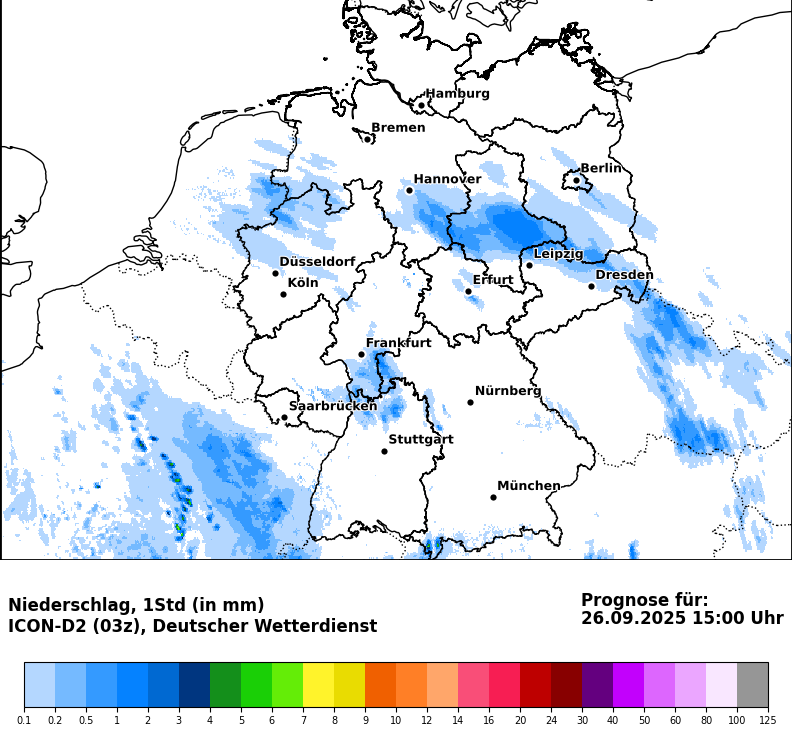 Hamburg
Bremen
Berlin
Hannover
Leipzig
Düsseldorf
Dresden
Köln
Erfurt
Frankfurt
Nürnberg
Saarbrücken
Stuttgart
München
Niederschlag, 1Std (in mm)
ICON-D2 (03z), Deutscher Wetterdienst
Prognose für:
26.09.2025 15:00 Uhr
0.1 0.2 0.5 1 2 3 4 5 6 7 8 9 10 12 14 16 20 24 30 40 50 60 80 100 125